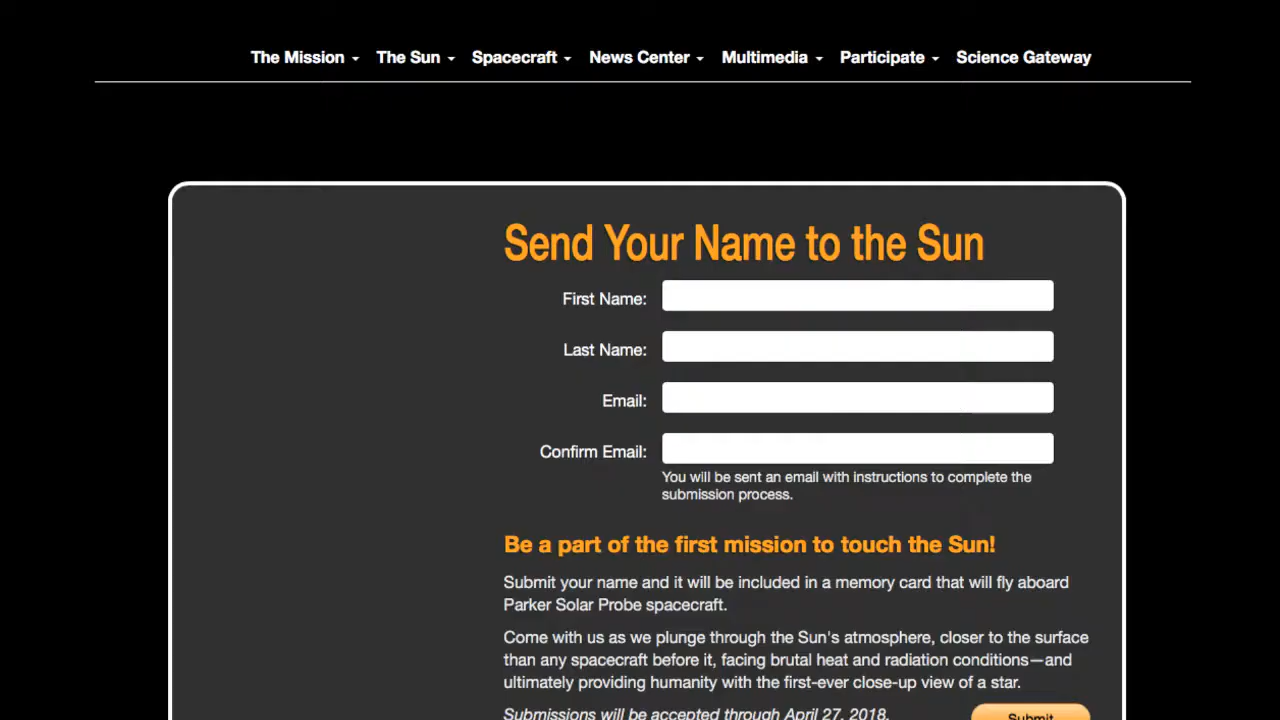 The Mission The Sun Spacecraft News Center Multimedia Participate Science Gateway
Send Your Name to the Sun
First Name:
Last Name:
Email:
Confirm Email:
You will be sent an email with instructions to complete the
submission process.
Be a part of the first mission to touch the Sun!
Submit your name and it will be included in a memory card that will fly aboard
Parker Solar Probe spacecraft.
Come with us as we plunge through the Sun's atmosphere, closer to the surface
than any spacecraft before it, facing brutal heat and radiation conditions—and
ultimately providing humanity with the first-ever close-up view of a star.
Submissions will be accepted through April 27, 2018.
Submit